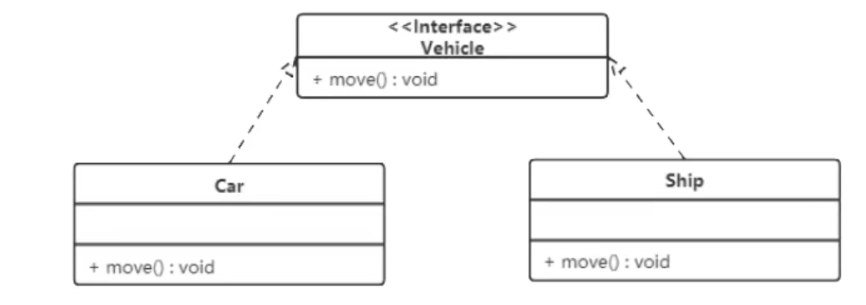 <<Interface>>
Vehicle
+ move() : void
Car
+ move() : void
Ship
+ move() : void